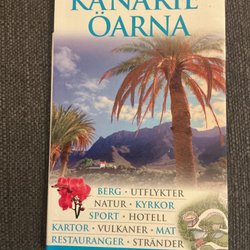 KANARIE
ÖARNA
BERG · UTFLYKTER
NATUR · KYRKOR
SPORT · HOTELL
KARTOR · VULKANER · MAT
RESTAURANGER · STRÄNDER